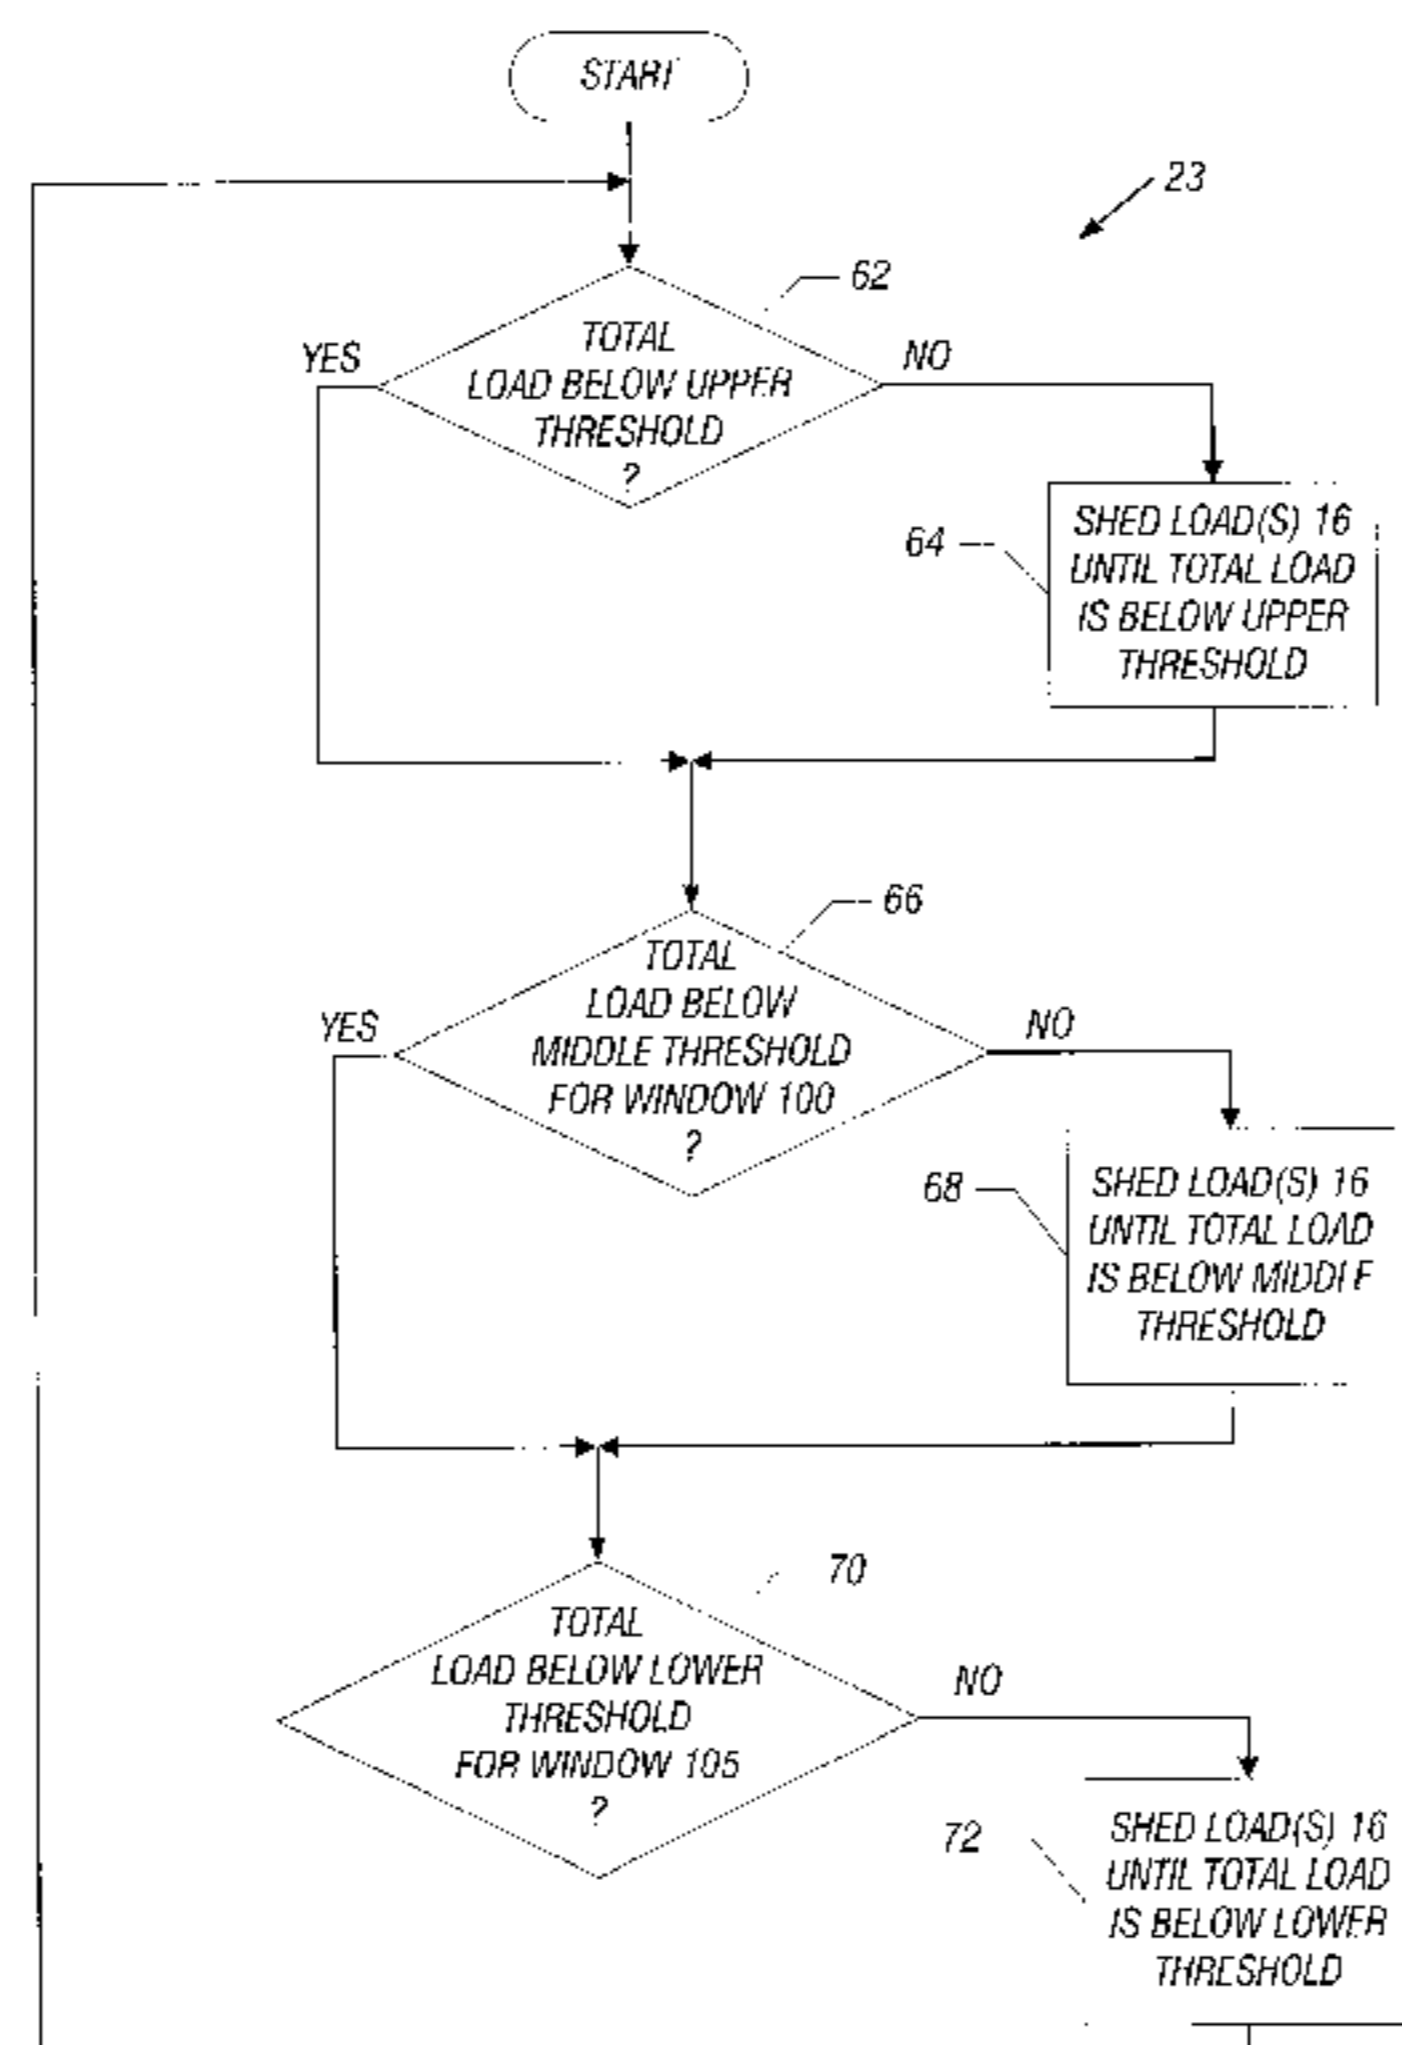 START
23
62
TOTAL
LOAD BELOW UPPER
THRESHOLD
?
YES
NO
64
SHED LOAD(S) 16
UNTIL TOTAL LOAD
IS BELOW UPPER
THRESHOLD
66
TOTAL
LOAD BELOW
MIDDLE THRESHOLD
FOR WINDOW 100
?
YES
NO
68
SHED LOAD(S) 16
UNTIL TOTAL LOAD
IS BELOW MIDDLE
THRESHOLD
70
TOTAL
LOAD BELOW LOWER
THRESHOLD
FOR WINDOW 105
?
NO
72
SHED LOAD(S) 16
UNTIL TOTAL LOAD
IS BELOW LOWER
THRESHOLD